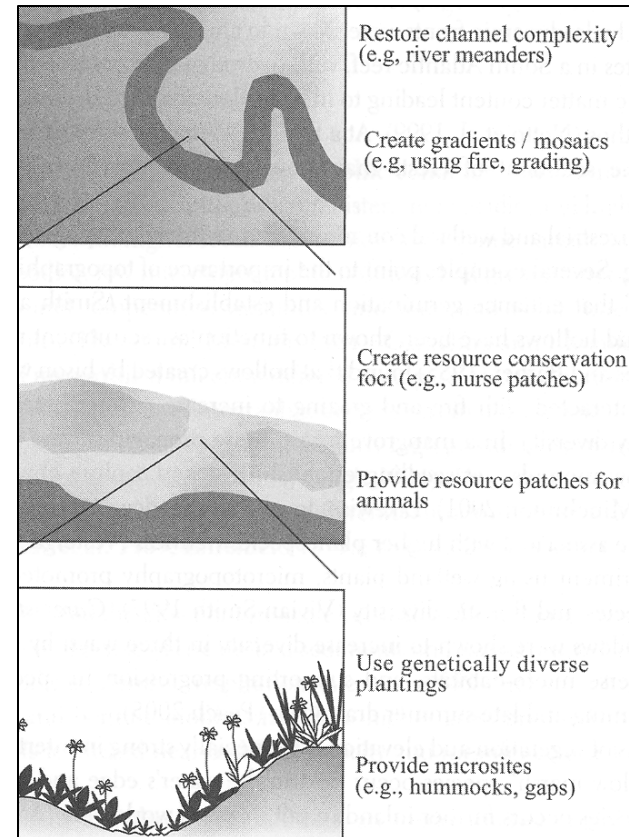 Restore channel complexity
(e.g, river meanders)
Create gradients / mosaics
(e.g, using fire, grading)
Create resource conservation
foci (e.g., nurse patches)
Provide resource patches for
animals
Use genetically diverse
plantings
Provide microsites
(e.g., hummocks, gaps)